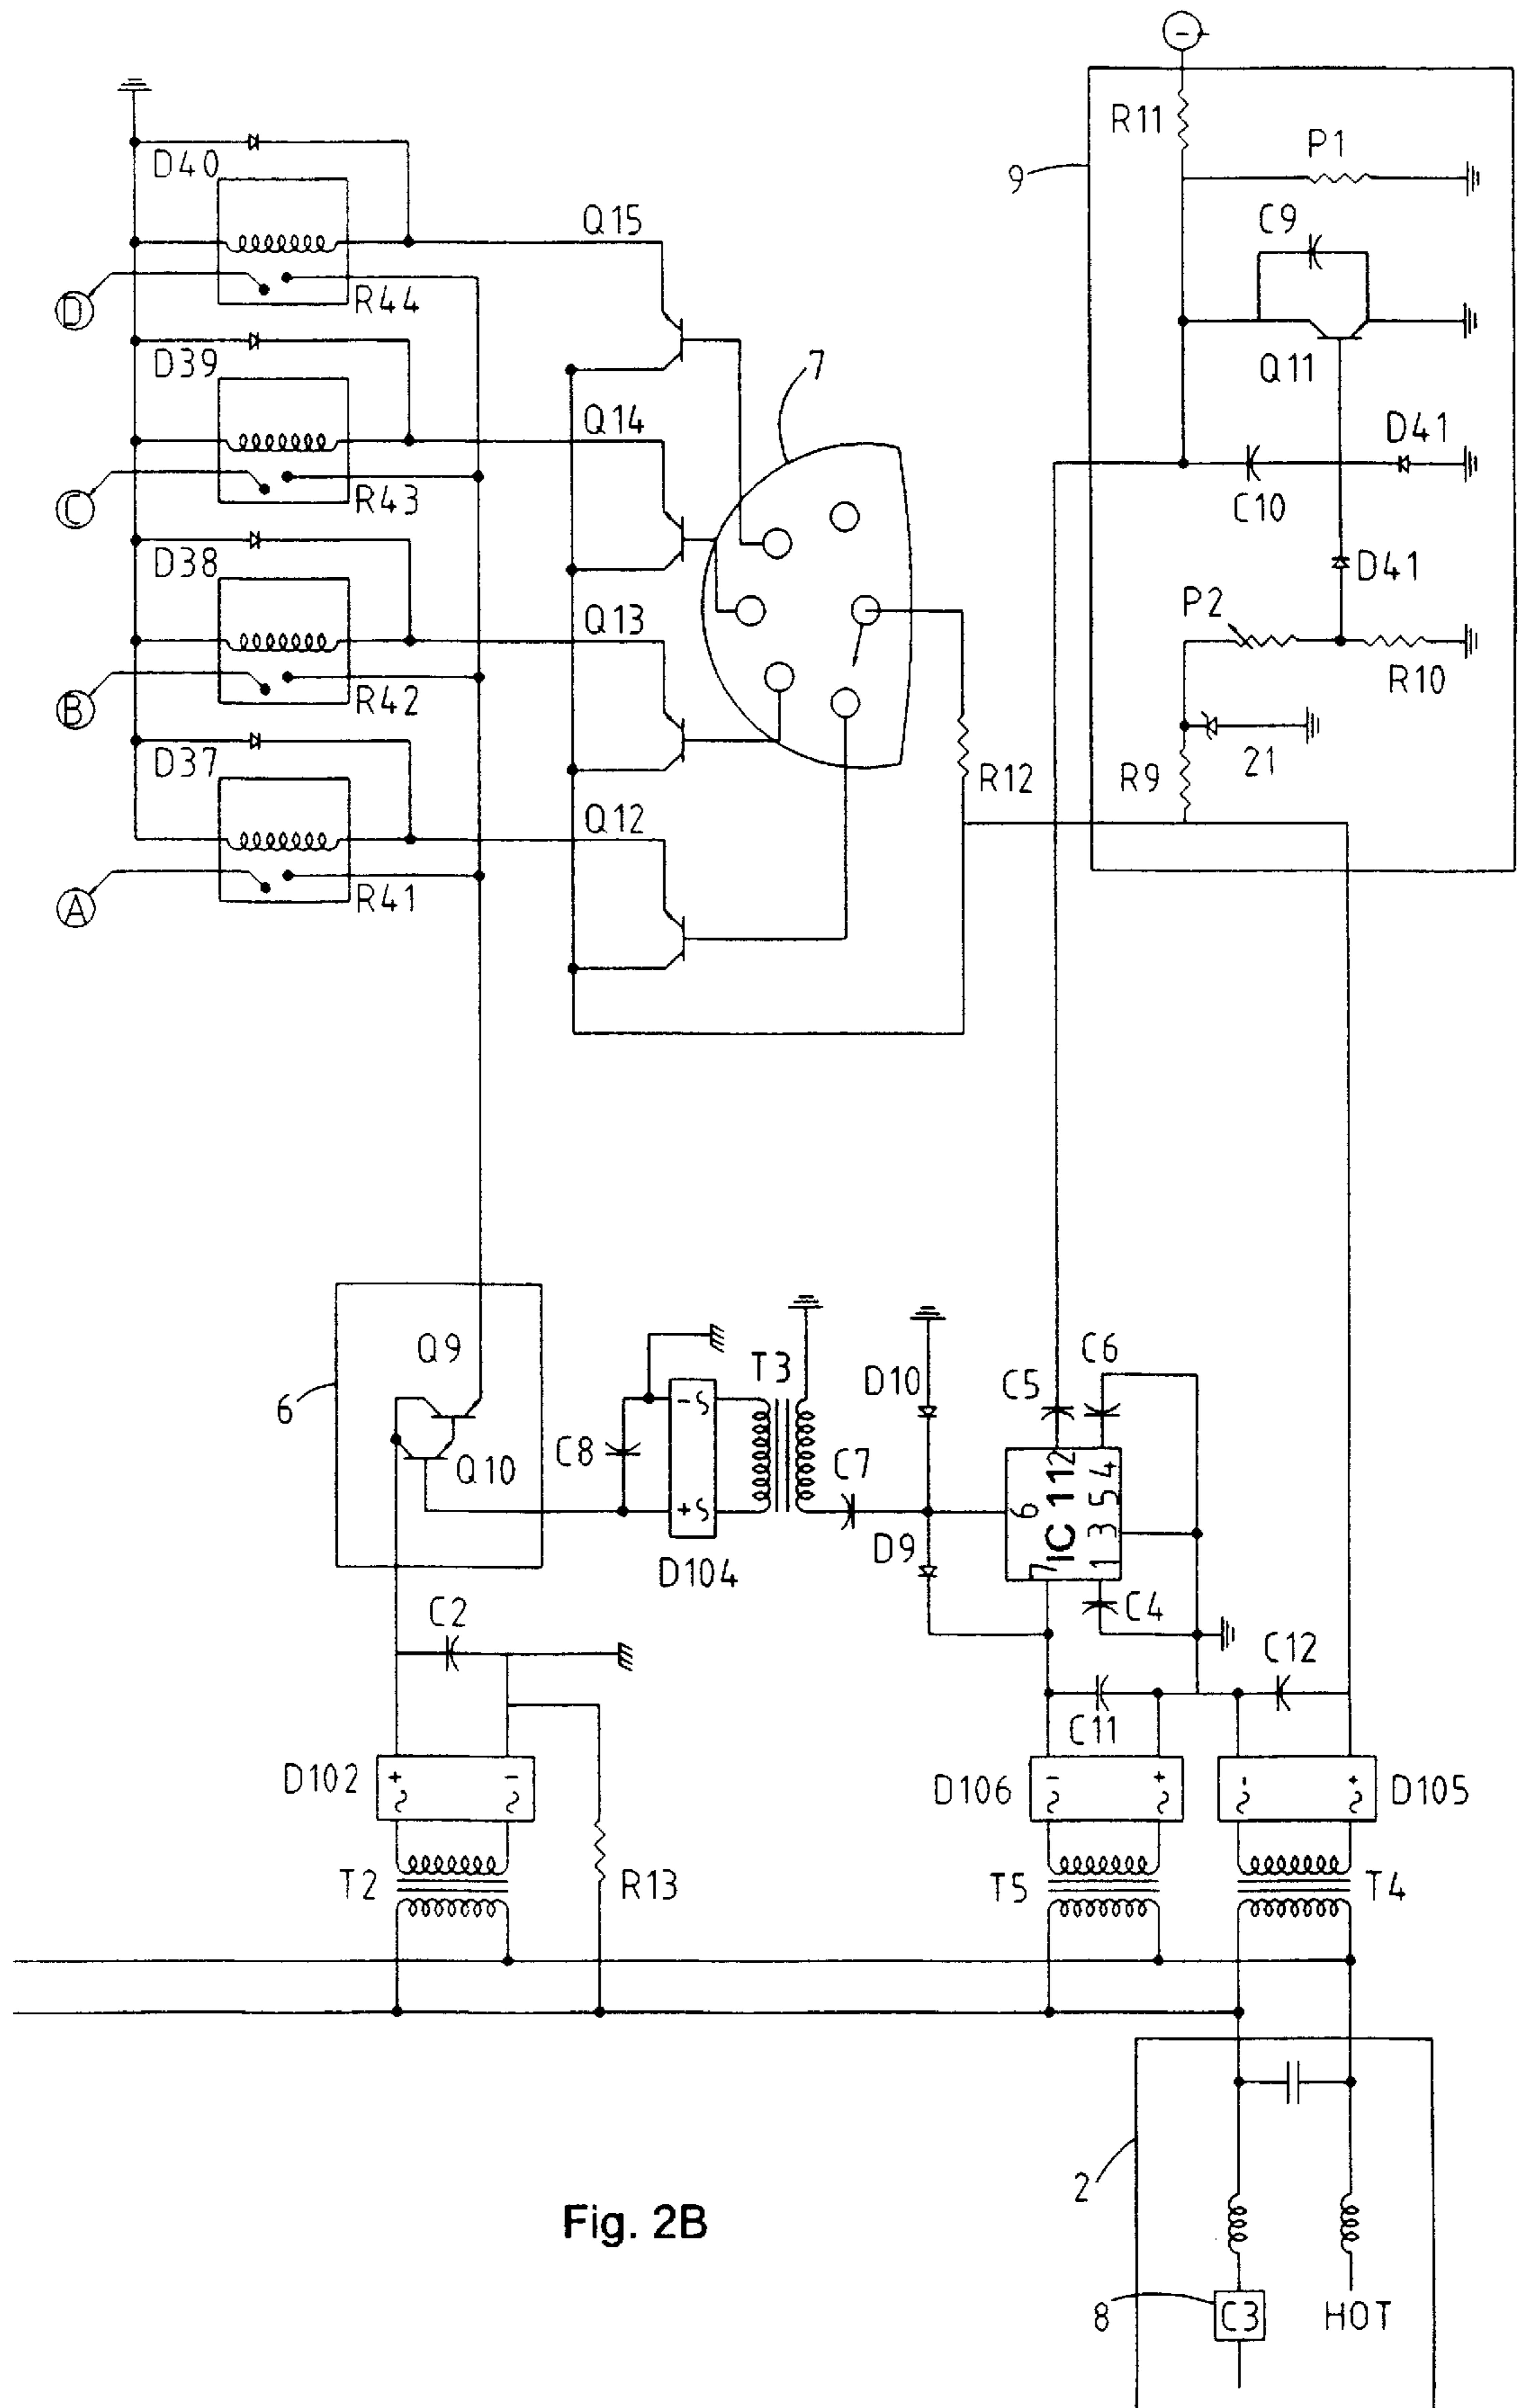 R11
P1
9
D40
C9
Q15
D
R44
D39
7
Q11
Q14
D41
C
R43
C10
D38
D41
P2
Q13
B
R42
R10
D37
21
R9
R12
Q12
A
R41
Q9
T3
D10
C6
C5
6
C8
C7
Q10
- +
2 4 5 3 1 6 7
IC 11
D9
D104
C2
C4
C12
C11
D102
+ -
D106
- +
- +
D105
T2
R13
T5
T4
2
Fig. 2B
8
C3
HOT